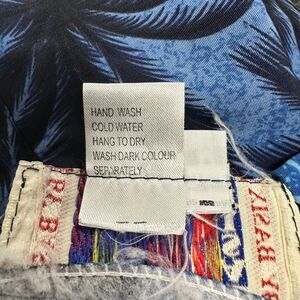 HAND WASH
COLD WATER
HANG TO DRY
WASH DARK COLOUR
SEPARATELY